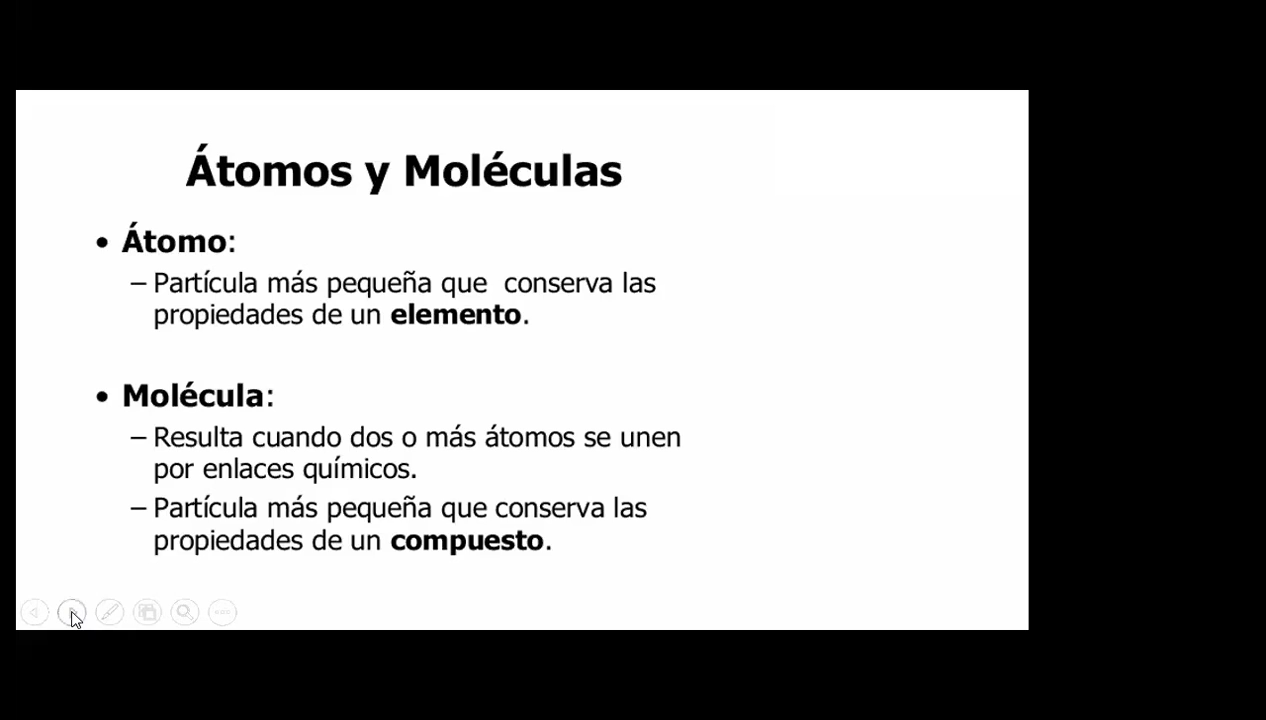 Átomos y Moléculas
• Átomo:
– Partícula más pequeña que conserva las
propiedades de un elemento.
• Molécula:
– Resulta cuando dos o más átomos se unen
por enlaces químicos.
– Partícula más pequeña que conserva las
propiedades de un compuesto.